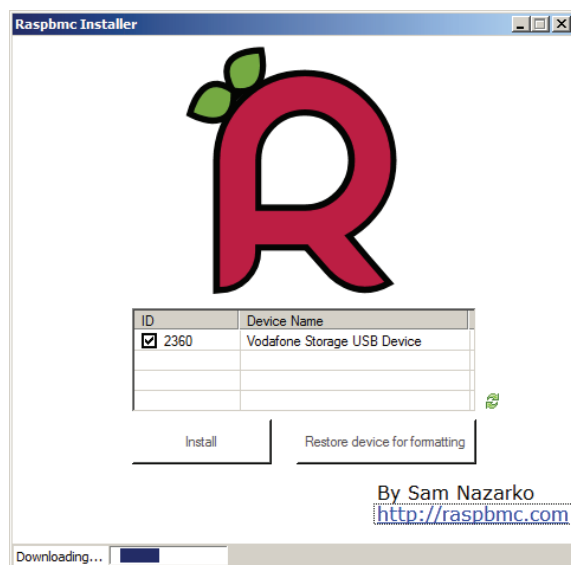 Raspbmc Installer
ID Device Name
2360 Vodafone Storage USB Device
Install Restore device for formatting
By Sam Nazarko
http://raspbmc.com
Downloading...